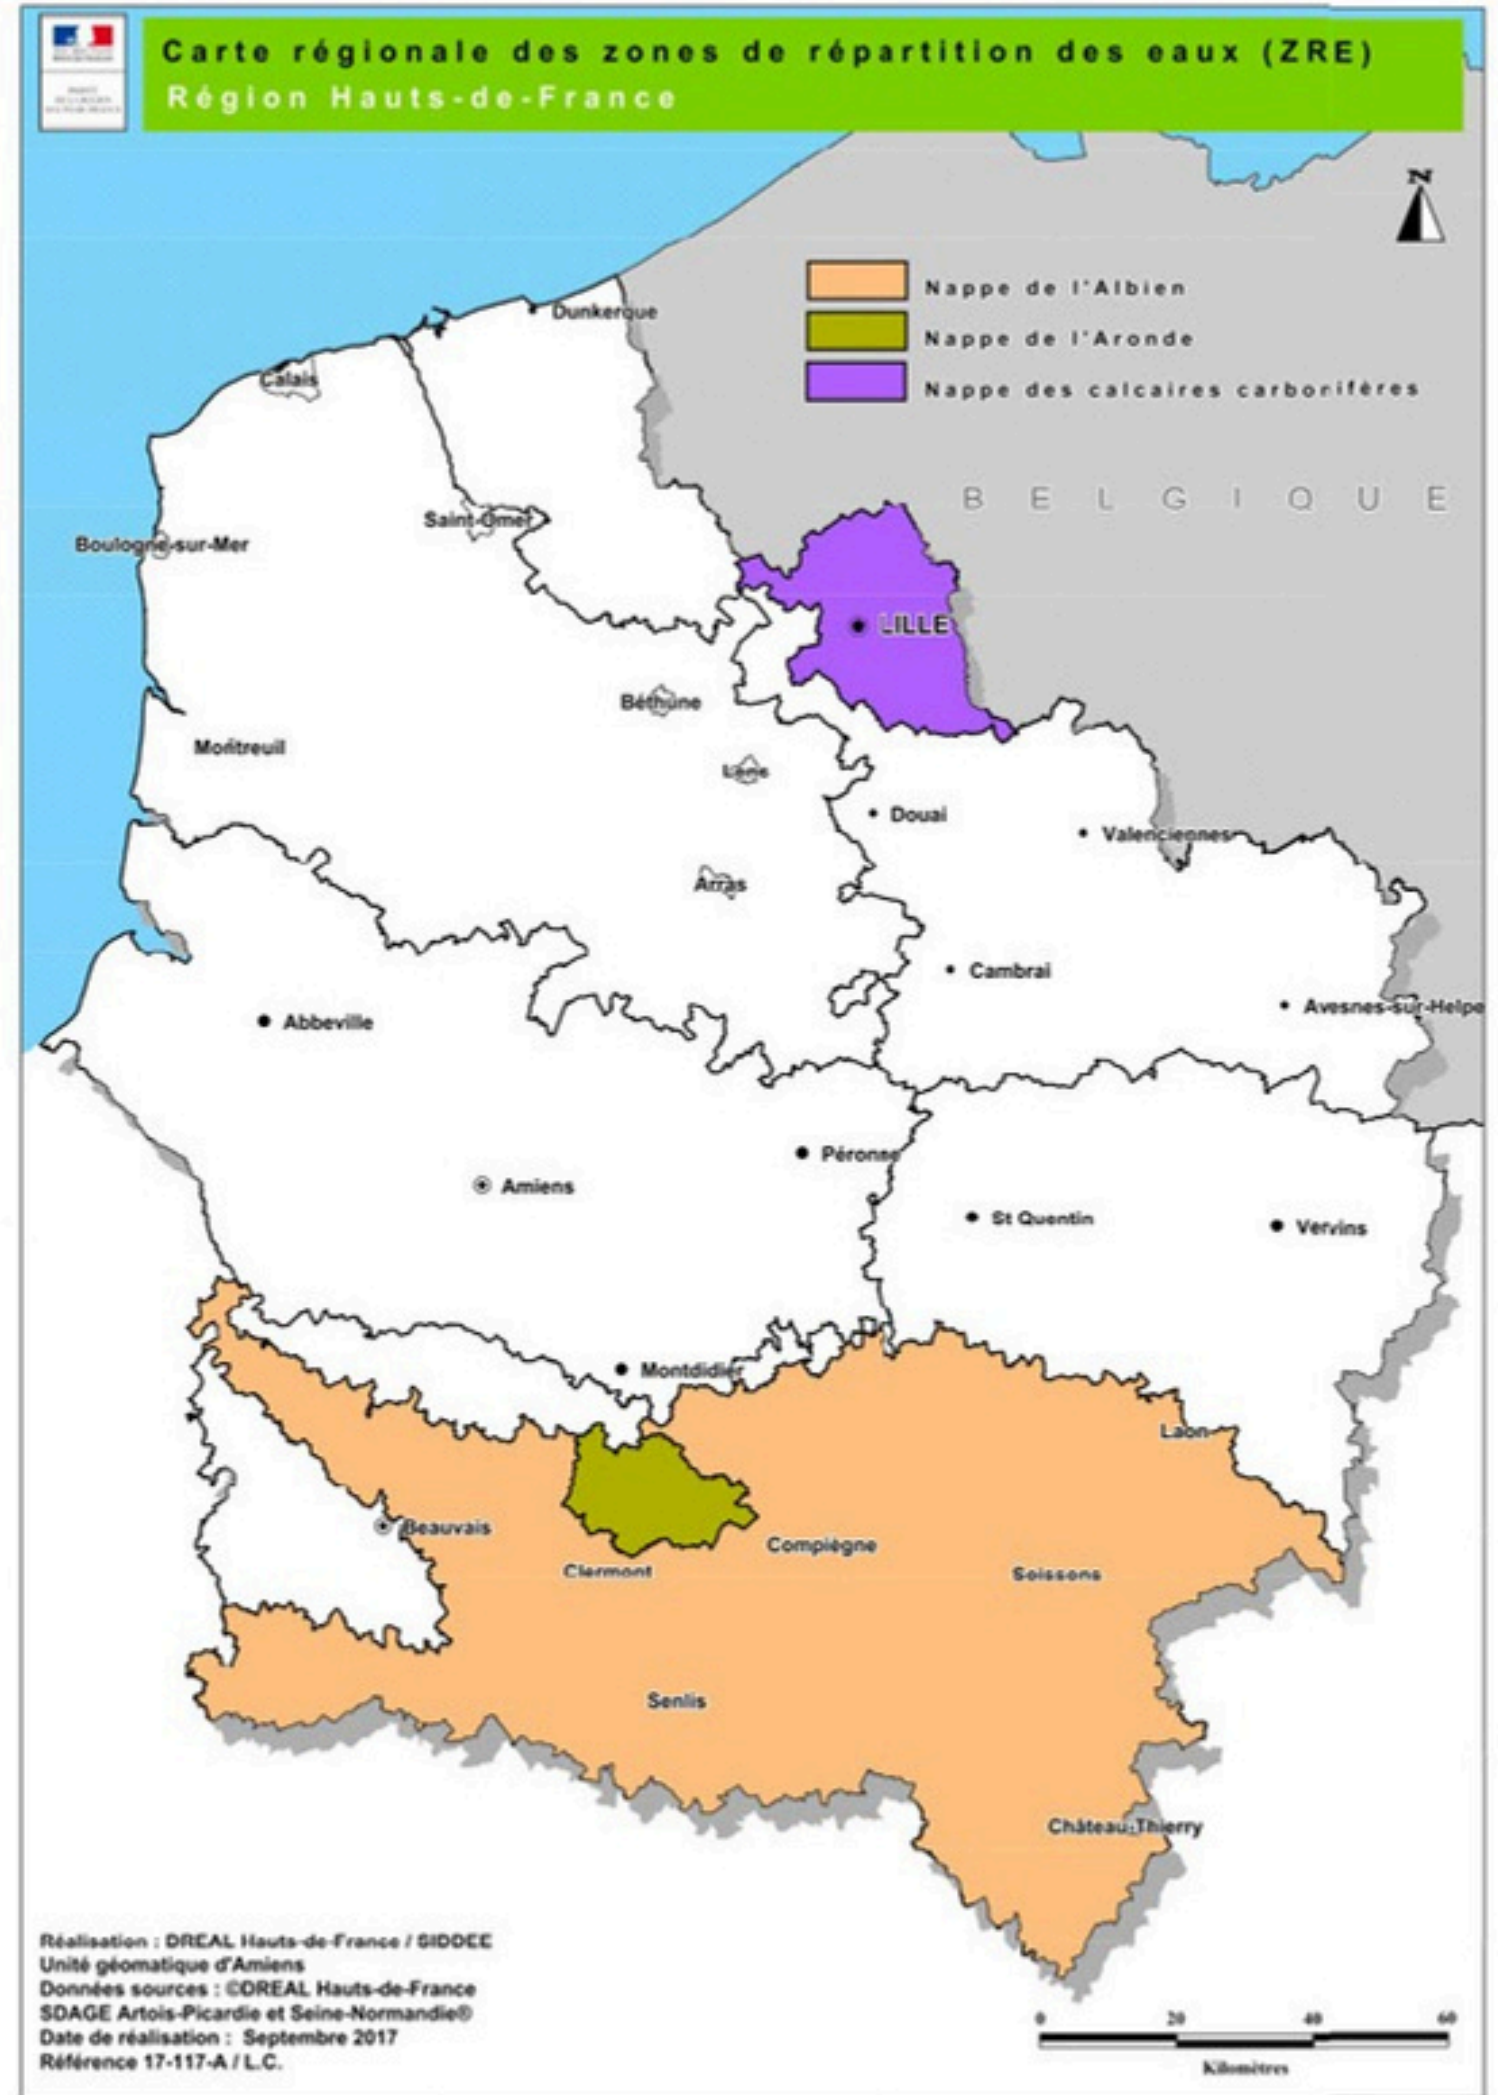 Carte régionale des zones de répartition des eaux (ZRE)
Région Hauts-de-France
N
Nappe de l'Albien
Nappe de l'Aronde
Nappe des calcaires carbonifères
BELGIQUE
Dunkerque
Calais
Saint-Omer
Boulogne-sur-Mer
LILLE
Béthune
Montreuil
Lens
Douai
Valenciennes
Arras
Cambrai
Avesnes-sur-Helpe
Abbeville
Péronne
Amiens
St Quentin
Vervins
Montdidier
Laon
Beauvais
Compiègne
Clermont
Soissons
Senlis
Château-Thierry
Réalisation : DREAL Hauts-de-France / SIDDEE
Unité géomatique d'Amiens
Données sources : ©DREAL Hauts-de-France
SDAGE Artois-Picardie et Seine-Normandie®
Date de réalisation : Septembre 2017
Référence 17-117-A / L.C.
0 20 40 60
Kilomètres